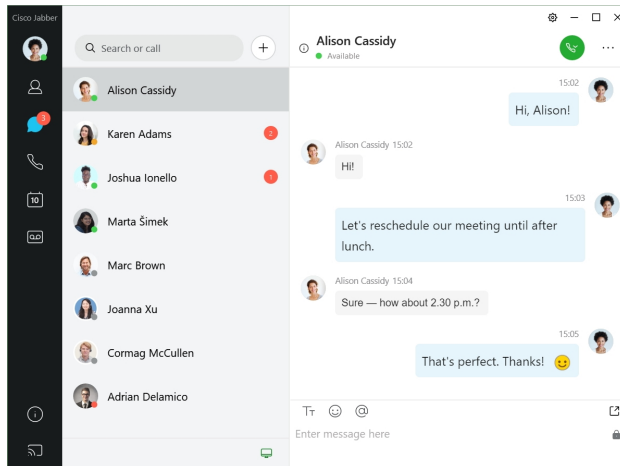 Cisco Jabber
Search or call
3
10
Alison Cassidy
Karen Adams
2
Joshua Ionello
1
Marta Šimek
Marc Brown
Joanna Xu
Cormag McCullen
Adrian Delamico
Alison Cassidy
Available
15:02
Hi, Alison!
Alison Cassidy 15:02
Hi!
15:03
Let's reschedule our meeting until after
lunch.
Alison Cassidy 15:04
Sure — how about 2.30 p.m.?
15:05
That's perfect. Thanks!
TT
@
Enter message here